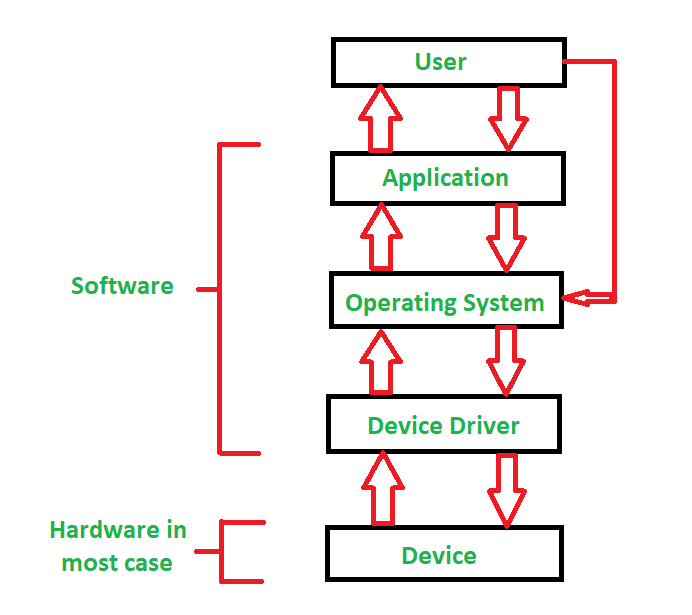 User
Application
Software
Operating System
Device Driver
Hardware in
most case
Device